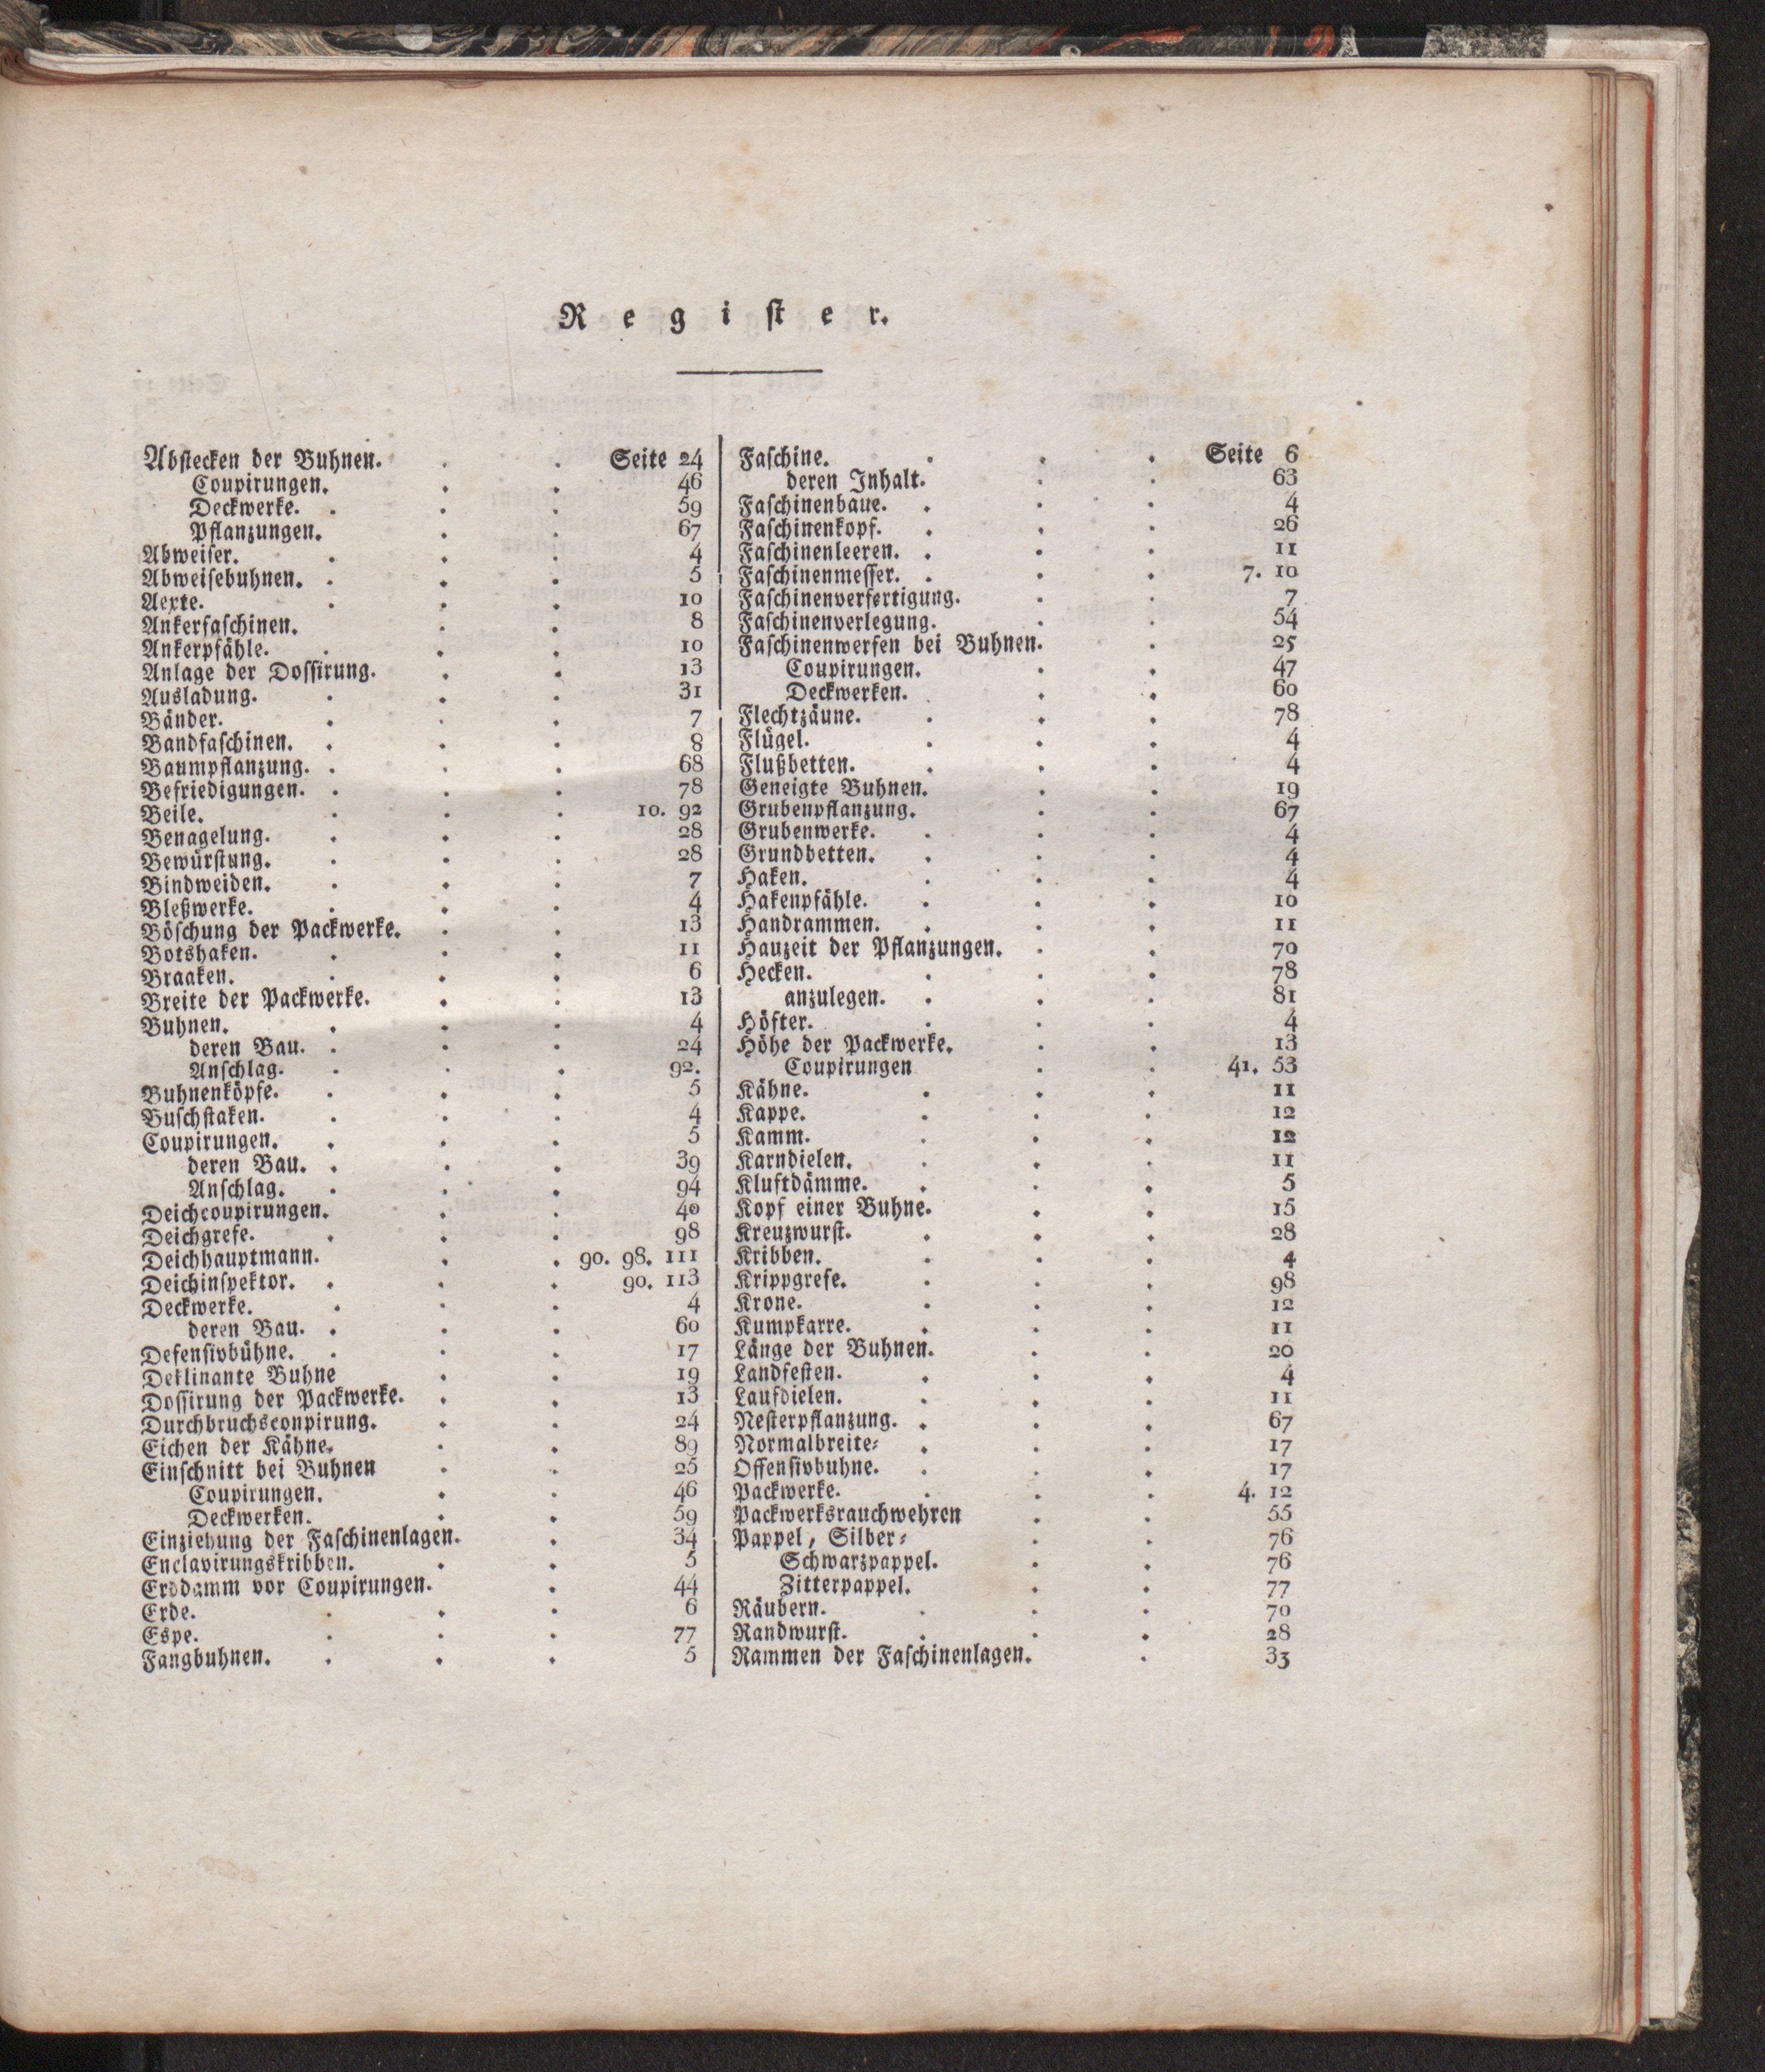 Regiſter.
Abſtecken der Buhnen. . . Seite 24
Coupirungen. . . 46
Deckwerke. . . . 59
Pflanzungen. . . 67
Abweiſer. . . . 4
Abweiſebuhnen. . . . 5
Aexte. . . . 10
Ankerfaſchinen. . . 8
Ankerpfähle. . . . 10
Anlage der Doſſirung. . . 13
Ausladung. . . . 31
Bänder. . . . 7
Bandfaſchinen. . . . 8
Baumpflanzung. . . . 68
Befriedigungen. . . . 78
Beile. . . . 10. 92
Benagelung. . . . 28
Bewürſtung. . . . 28
Bindweiden. . . . 7
Bleßwerke. . . . 4
Böſchung der Packwerke. . . 13
Botshaken. . . . 11
Braaken. . . . 6
Breite der Packwerke. . . 13
Buhnen. . . . 4
deren Bau. . . . 24
Anſchlag. . . . 92.
Buhnenköpfe. . . . 5
Buſchſtaken. . . . 4
Coupirungen. . . . 5
deren Bau. . . . 39
Anſchlag. . . . 94
Deichcoupirungen. . . 40
Deichgrefe. . . . 98
Deichhauptmann. . . 90. 98. 111
Deichinſpektor. . . . 90. 113
Deckwerke. . . . 4
deren Bau. . . . 60
Defenſivbühne. . . . 17
Deklinante Buhne . . 19
Doſſirung der Packwerke. . . 13
Durchbruchsconpirung. . . 24
Eichen der Kähne. . . 89
Einſchnitt bei Buhnen . . 25
Coupirungen. . . 46
Deckwerken. . . 59
Einziehung der Faſchinenlagen. . 34
Enclavirungskribben. . . 5
Erddamm vor Coupirungen. . 44
Erde. . . . 6
Espe. . . . 77
Fangbuhnen. . . . 5
Faſchine. . . . Seite 6
deren Inhalt. . . 63
Faſchinenbaue. . . . 4
Faſchinenkopf. . . . 26
Faſchinenleeren. . . . 11
Faſchinenmeſſer. . . . 7. 10
Faſchinenverfertigung. . . 7
Faſchinenverlegung. . . 54
Faſchinenwerfen bei Buhnen. . 25
Coupirungen. . . 47
Deckwerken. . . 60
Flechtzäune. . . . 78
Flügel. . . . 4
Flußbetten. . . . 4
Geneigte Buhnen. . . 19
Grubenpflanzung. . . 67
Grubenwerke. . . . 4
Grundbetten. . . . 4
Haken. . . . 4
Hakenpfähle. . . . 10
Handrammen. . . . 11
Hauzeit der Pflanzungen. . . 70
Hecken. . . . 78
anzulegen. . . . 81
Höfter. . . . 4
Höhe der Packwerke. . . 13
Coupirungen . . 41. 53
Kähne. . . . 11
Kappe. . . . 12
Kamm. . . . 12
Karndielen. . . . 11
Kluftdämme. . . . 5
Kopf einer Buhne. . . 15
Kreuzwurſt. . . . 28
Kribben. . . . 4
Krippgrefe. . . . 98
Krone. . . . 12
Kumpkarre. . . . 11
Länge der Buhnen. . . 20
Landfeſten. . . . 4
Laufdielen. . . . 11
Neſterpflanzung. . . . 67
Normalbreite⸗ . . . 17
Offenſivbuhne. . . . 17
Packwerke. . . . 4. 12
Packwerksrauchwehren . . 55
Pappel, Silber⸗ . . 76
Schwarzpappel. . . 76
Zitterpappel. . . 77
Räubern. . . . 70
Randwurſt. . . . 28
Rammen der Faſchinenlagen. . 33